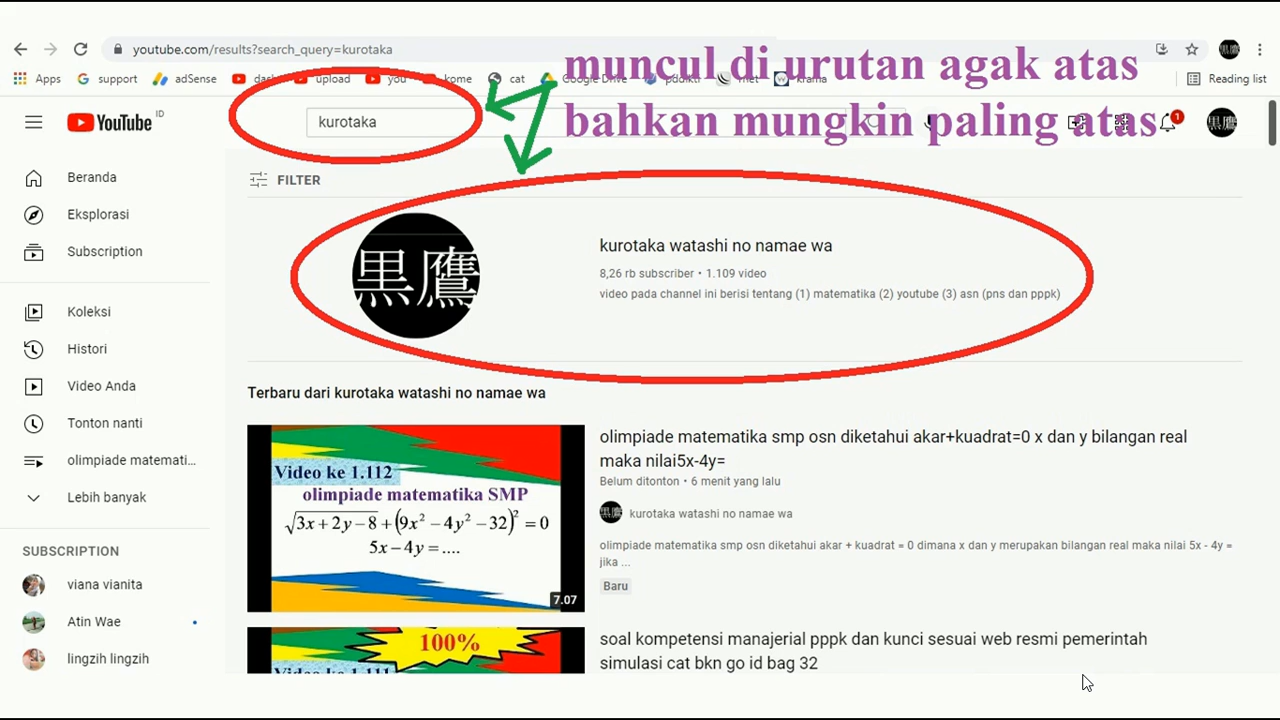 youtube.com/results?search_query=kurotaka
muncul di urutan agak atas
Apps support adSense upload you kome cat Google Drive krama Reading list
YouTube ID
kurotaka
bahkan mungkin paling atas
1
黒鷹
Beranda
FILTER
Eksplorasi
Subscription
kurotaka watashi no namae wa
黒鷹
8,26 rb subscriber • 1.109 video
video pada channel ini berisi tentang (1) matematika (2) youtube (3) asn (pns dan pppk)
Koleksi
Histori
Video Anda
Tonton nanti
olimpiade matemati...
Lebih banyak
SUBSCRIPTION
viana vianita
Atin Wae
lingzih lingzih
Terbaru dari kurotaka watashi no namae wa
Video ke 1.112
olimpiade matematika SMP
√3x+2y−8+(9x²−4y²−32)²=0
5x−4y=....
7.07
olimpiade matematika smp osn diketahui akar+kuadrat=0 x dan y bilangan real
maka nilai5x-4y=
Belum ditonton • 6 menit yang lalu
kurotaka watashi no namae wa
olimpiade matematika smp osn diketahui akar + kuadrat = 0 dimana x dan y merupakan bilangan real maka nilai 5x - 4y =
jika ...
Baru
100%
soal kompetensi manajerial pppk dan kunci sesuai web resmi pemerintah
simulasi cat bkn go id bag 32